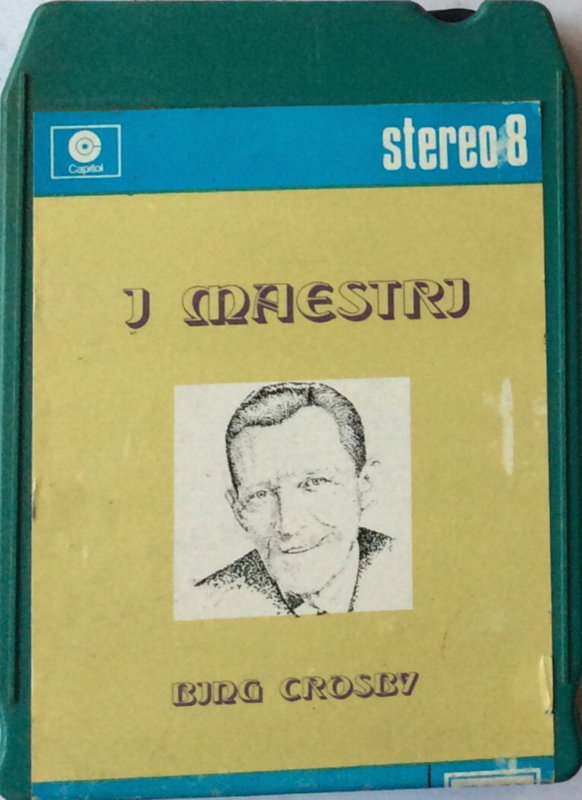 Capitol
stereo 8
I MAESTRI
BING CROSBY